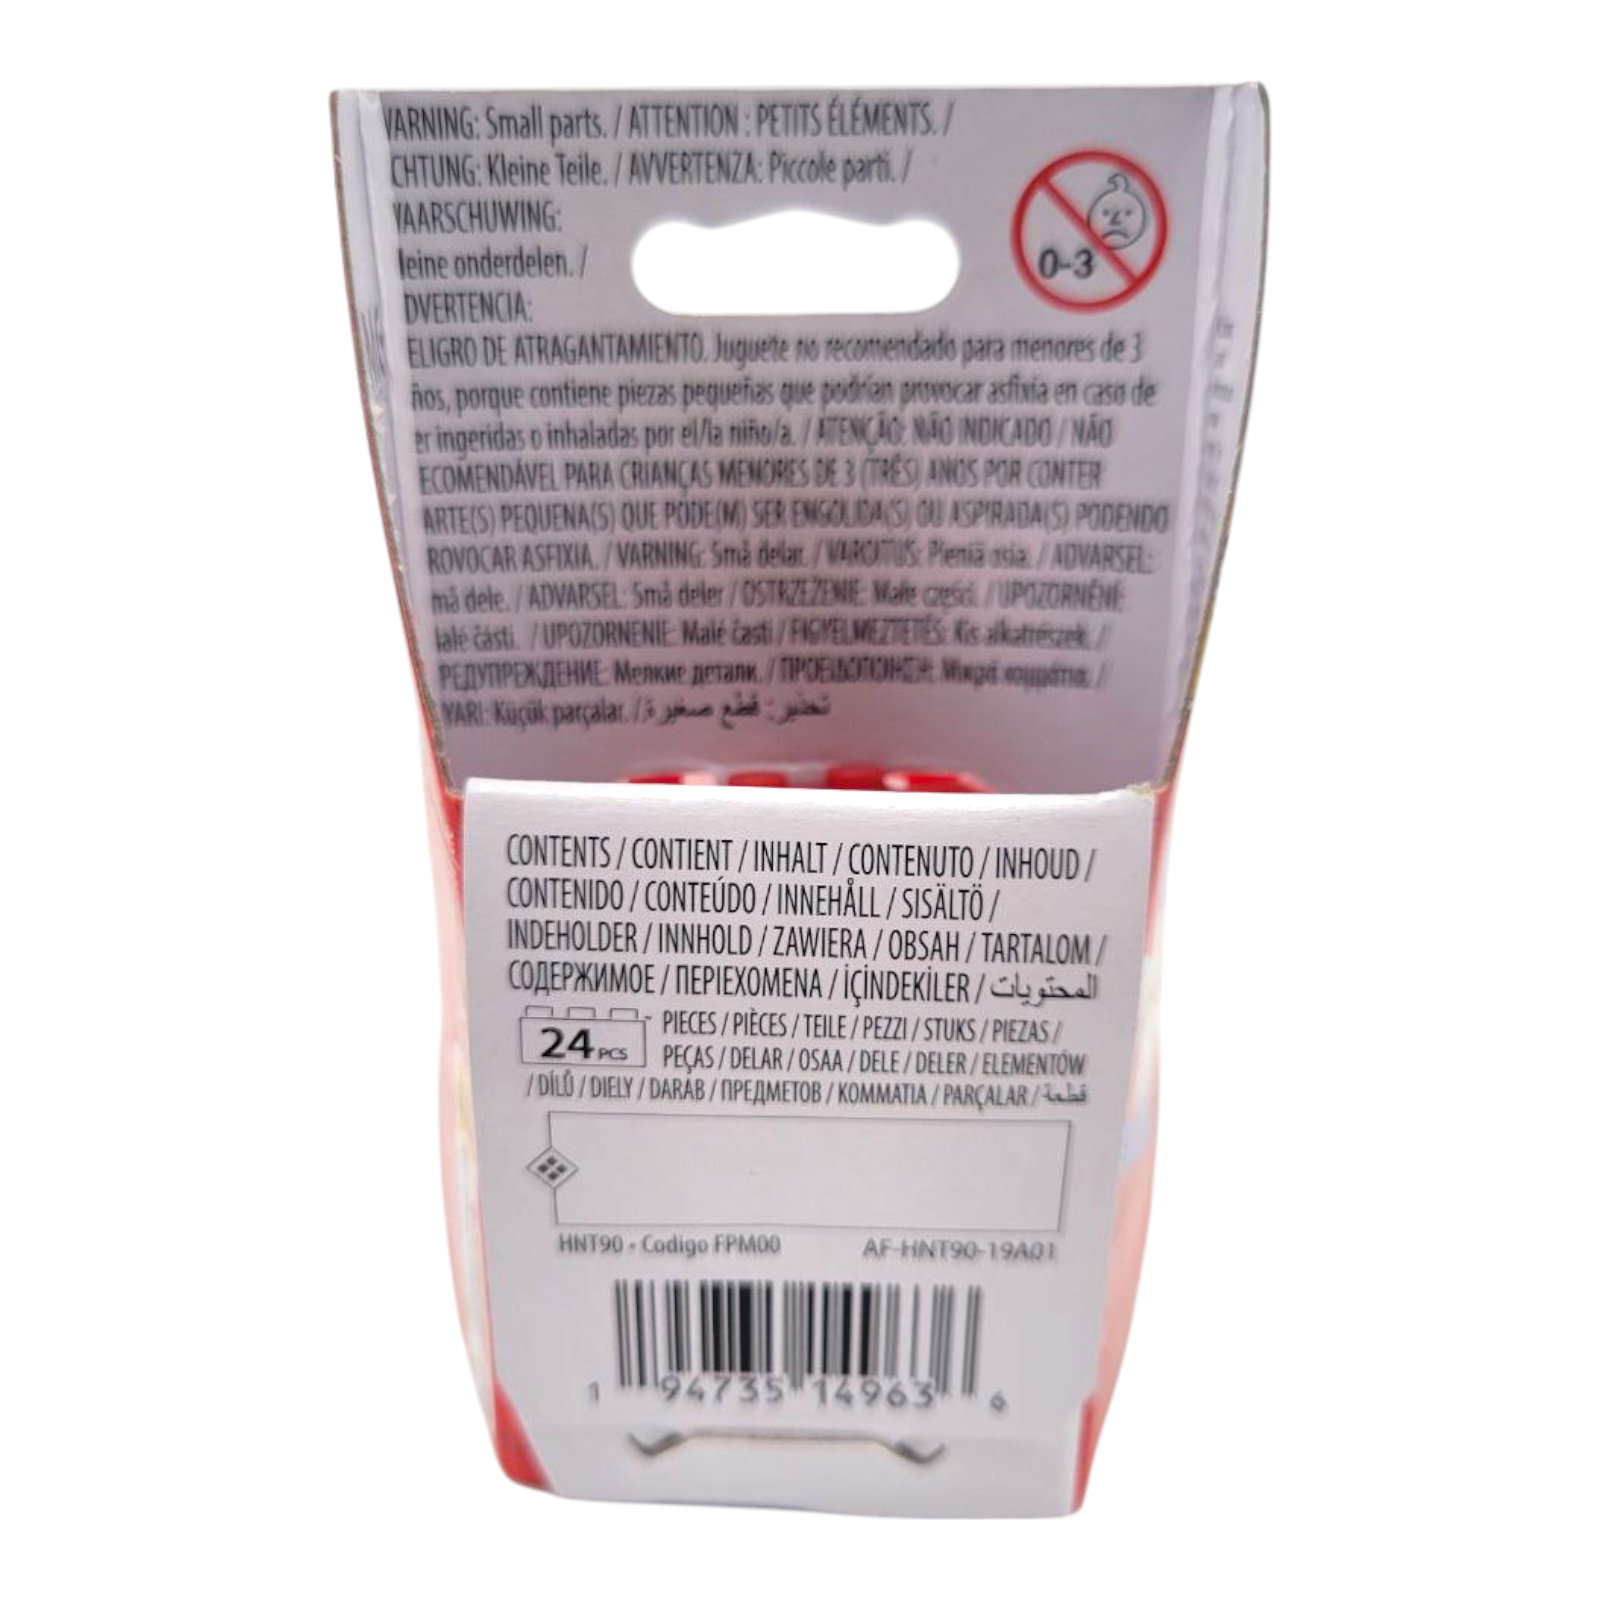 WARNING: Small parts. / ATTENTION : PETITS ÉLÉMENTS. /
CHTUNG: Kleine Teile. / AVVERTENZA: Piccole parti. /
WAARSCHUWING:
leine onderdelen. /
DVERTENCIA:
ELIGRO DE ATRAGANTAMIENTO. Juguete no recomendado para menores de 3
ños, porque contiene piezas pequeñas que podrían provocar asfixia en caso de
er ingeridas o inhaladas por el/la niño/a. / ATENÇÃO: NÃO INDICADO / NÃO
ECOMENDÁVEL PARA CRIANÇAS MENORES DE 3 (TRÊS) ANOS POR CONTER
ARTE(S) PEQUENA(S) QUE PODE(M) SER ENGOLIDA(S) OU ASPIRADA(S) PODENDO
ROVOCAR ASFIXIA. / VARNING: Små delar. / VAROITUS: Pieniä osia. / ADVARSEL:
må dele. / ADVARSEL: Små deler / OSTRZEŻENIE: Małe części. / UPOZORNĚNÍ:
alé části. / UPOZORNENIE: Malé časti / FIGYELMEZTETÉS: Kis alkatrészek. /
РЕДУПРЕЖДЕНИЕ: Мелкие детали. / ΠΡΟΕΙΔΟΠΟΙΗΣΗ: Μικρά κομμάτια. /
YARI: Küçük parçalar. / تحذير: قطع صغيرة
0-3
CONTENTS / CONTIENT / INHALT / CONTENUTO / INHOUD /
CONTENIDO / CONTEÚDO / INNEHÅLL / SISÄLTÖ /
INDEHOLDER / INNHOLD / ZAWIERA / OBSAH / TARTALOM /
СОДЕРЖИМОЕ / ΠΕΡΙΕΧΟΜΕΝΑ / İÇİNDEKİLER / المحتويات
24 PCS
PIECES / PIÈCES / TEILE / PEZZI / STUKS / PIEZAS /
PEÇAS / DELAR / OSAA / DELE / DELER / ELEMENTÓW
/ DÍLŮ / DIELY / DARAB / ПРЕДМЕТОВ / ΚΟΜΜΑΤΙΑ / PARÇALAR / قطعة
HNT90 - Codigo FPM00 AF-HNT90-19A01
1 94735 14963 6